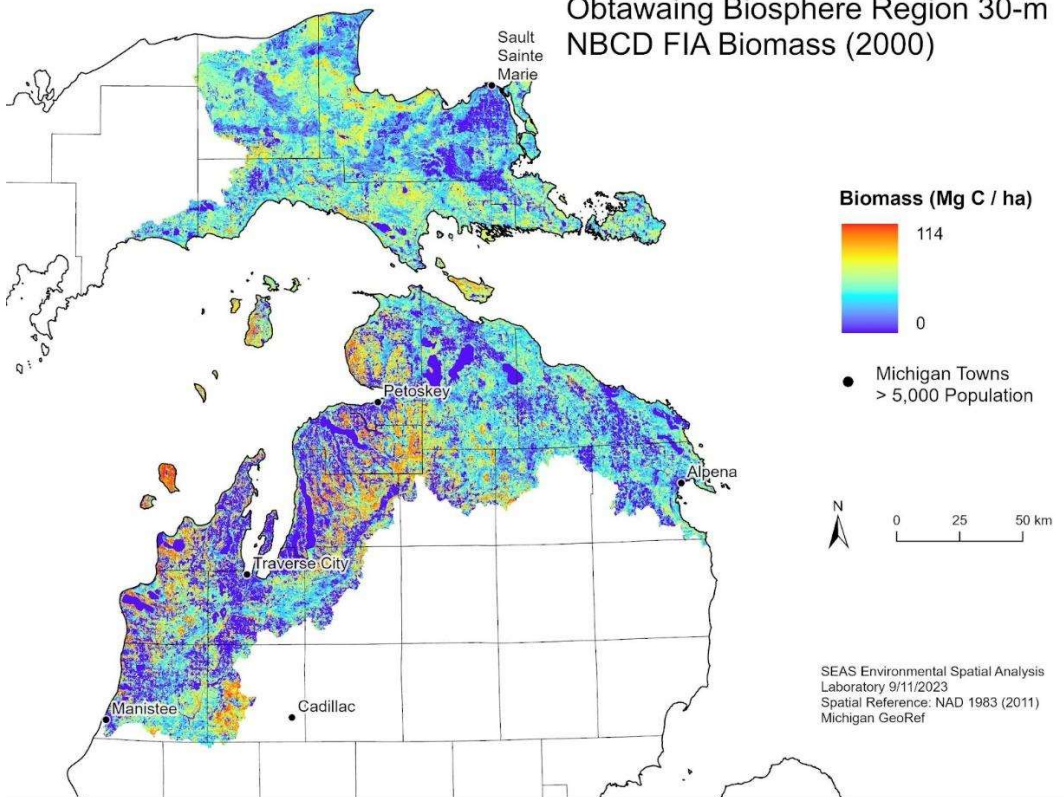 Obtawaing Biosphere Region 30-m
NBCD FIA Biomass (2000)
Sault
Sainte
Marie
Biomass (Mg C / ha)
114
0
Michigan Towns
> 5,000 Population
Petoskey
Alpena
N
0 25 50 km
Traverse City
SEAS Environmental Spatial Analysis
Laboratory 9/11/2023
Spatial Reference: NAD 1983 (2011)
Michigan GeoRef
Manistee
Cadillac